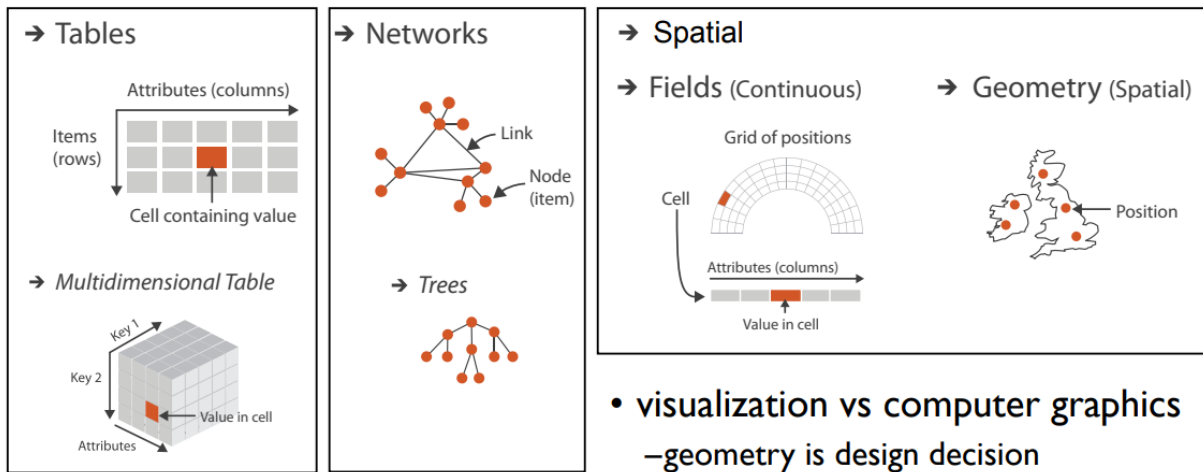 → Tables
Attributes (columns)
Items
(rows)
Cell containing value
→ Multidimensional Table
Key 1
Key 2
Value in cell
Attributes
→ Networks
Link
Node
(item)
→ Trees
→ Spatial
→ Fields (Continuous)
Grid of positions
Cell
Attributes (columns)
Value in cell
→ Geometry (Spatial)
Position
• visualization vs computer graphics
–geometry is design decision